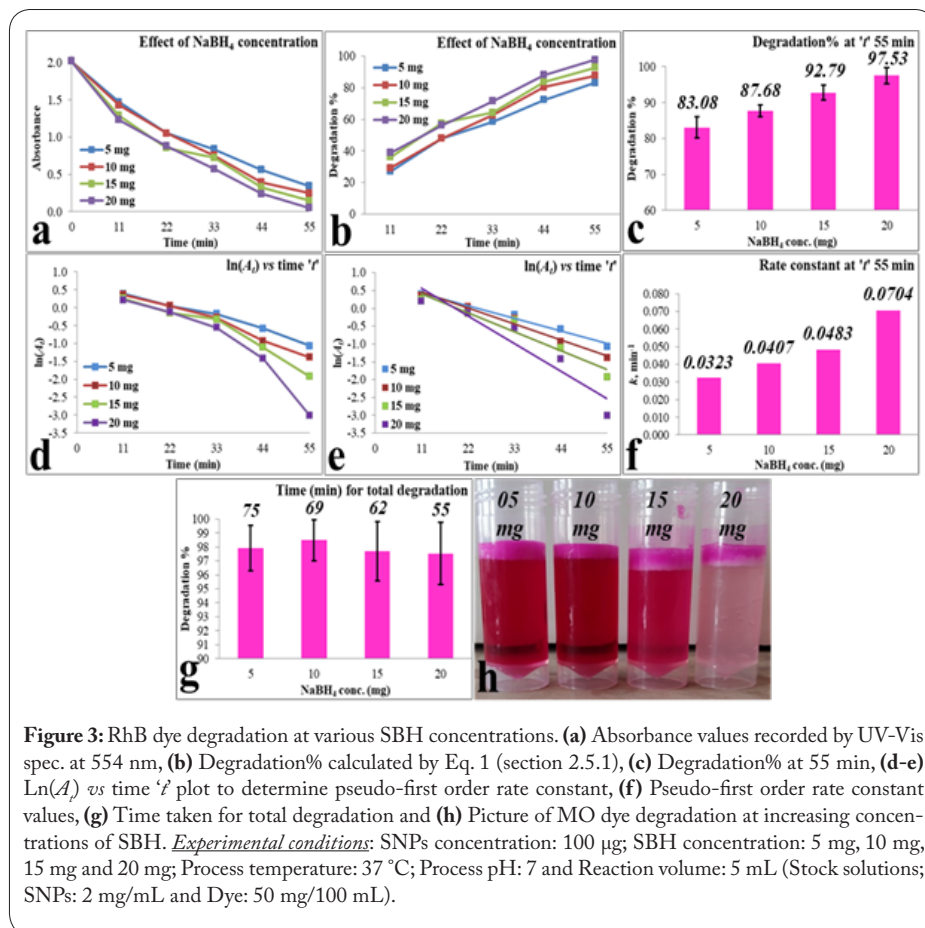 Effect of NaBH₄ concentration
Absorbance
2.0
1.5
1.0
0.5
0.0
5 mg
10 mg
15 mg
20 mg
0 11 22 33 44 55
Time (min)
a
Effect of NaBH₄ concentration
Degradation %
100
80
60
40
20
0
5 mg
10 mg
15 mg
20 mg
11 22 33 44 55
Time (min)
b
Degradation% at 't' 55 min
Degradation %
100
90
80
70
60
83.08 87.68 92.79 97.53
5 10 15 20
NaBH₄ conc. (mg)
c
ln(Aₜ) vs time 't'
ln(Aₜ)
1.0
0.5
0.0
-0.5
-1.0
-1.5
-2.0
-2.5
-3.0
-3.5
5 mg
10 mg
15 mg
20 mg
11 22 33 44 55
Time (min)
d
ln(Aₜ) vs time 't'
ln(Aₜ)
1.0
0.5
0.0
-0.5
-1.0
-1.5
-2.0
-2.5
-3.0
-3.5
5 mg
10 mg
15 mg
20 mg
11 22 33 44 55
Time (min)
e
Rate constant at 't' 55 min
k, min⁻¹
0.080
0.070
0.060
0.050
0.040
0.030
0.020
0.010
0.000
0.0323 0.0407 0.0483 0.0704
5 10 15 20
NaBH₄ conc. (mg)
f
Time (min) for total degradation
Degradation %
100
99
98
97
96
95
94
93
92
91
90
75 69 62 55
5 10 15 20
NaBH₄ conc. (mg)
g
05 10 15 20
mg mg mg mg
h
Figure 3: RhB dye degradation at various SBH concentrations. (a) Absorbance values recorded by UV-Vis
spec. at 554 nm, (b) Degradation% calculated by Eq. 1 (section 2.5.1), (c) Degradation% at 55 min, (d-e)
Ln(Aₜ) vs time 't' plot to determine pseudo-first order rate constant, (f) Pseudo-first order rate constant
values, (g) Time taken for total degradation and (h) Picture of MO dye degradation at increasing concen-
trations of SBH. Experimental conditions: SNPs concentration: 100 µg; SBH concentration: 5 mg, 10 mg,
15 mg and 20 mg; Process temperature: 37 °C; Process pH: 7 and Reaction volume: 5 mL (Stock solutions;
SNPs: 2 mg/mL and Dye: 50 mg/100 mL).